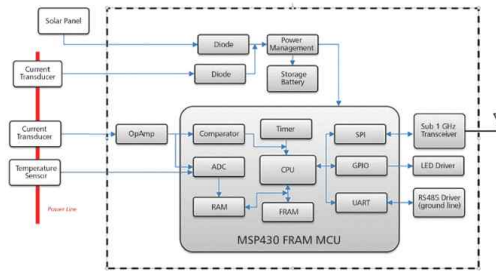 Solar Panel
Diode
Power
Management
Current
Transducer
Diode
Storage
Battery
Current
Transducer
OpAmp
Comparator
Timer
SPI
Sub 1 GHz
Transceiver
Temperature
Sensor
ADC
CPU
GPIO
LED Driver
RAM
FRAM
UART
RS485 Driver
(ground line)
Power Line
MSP430 FRAM MCU